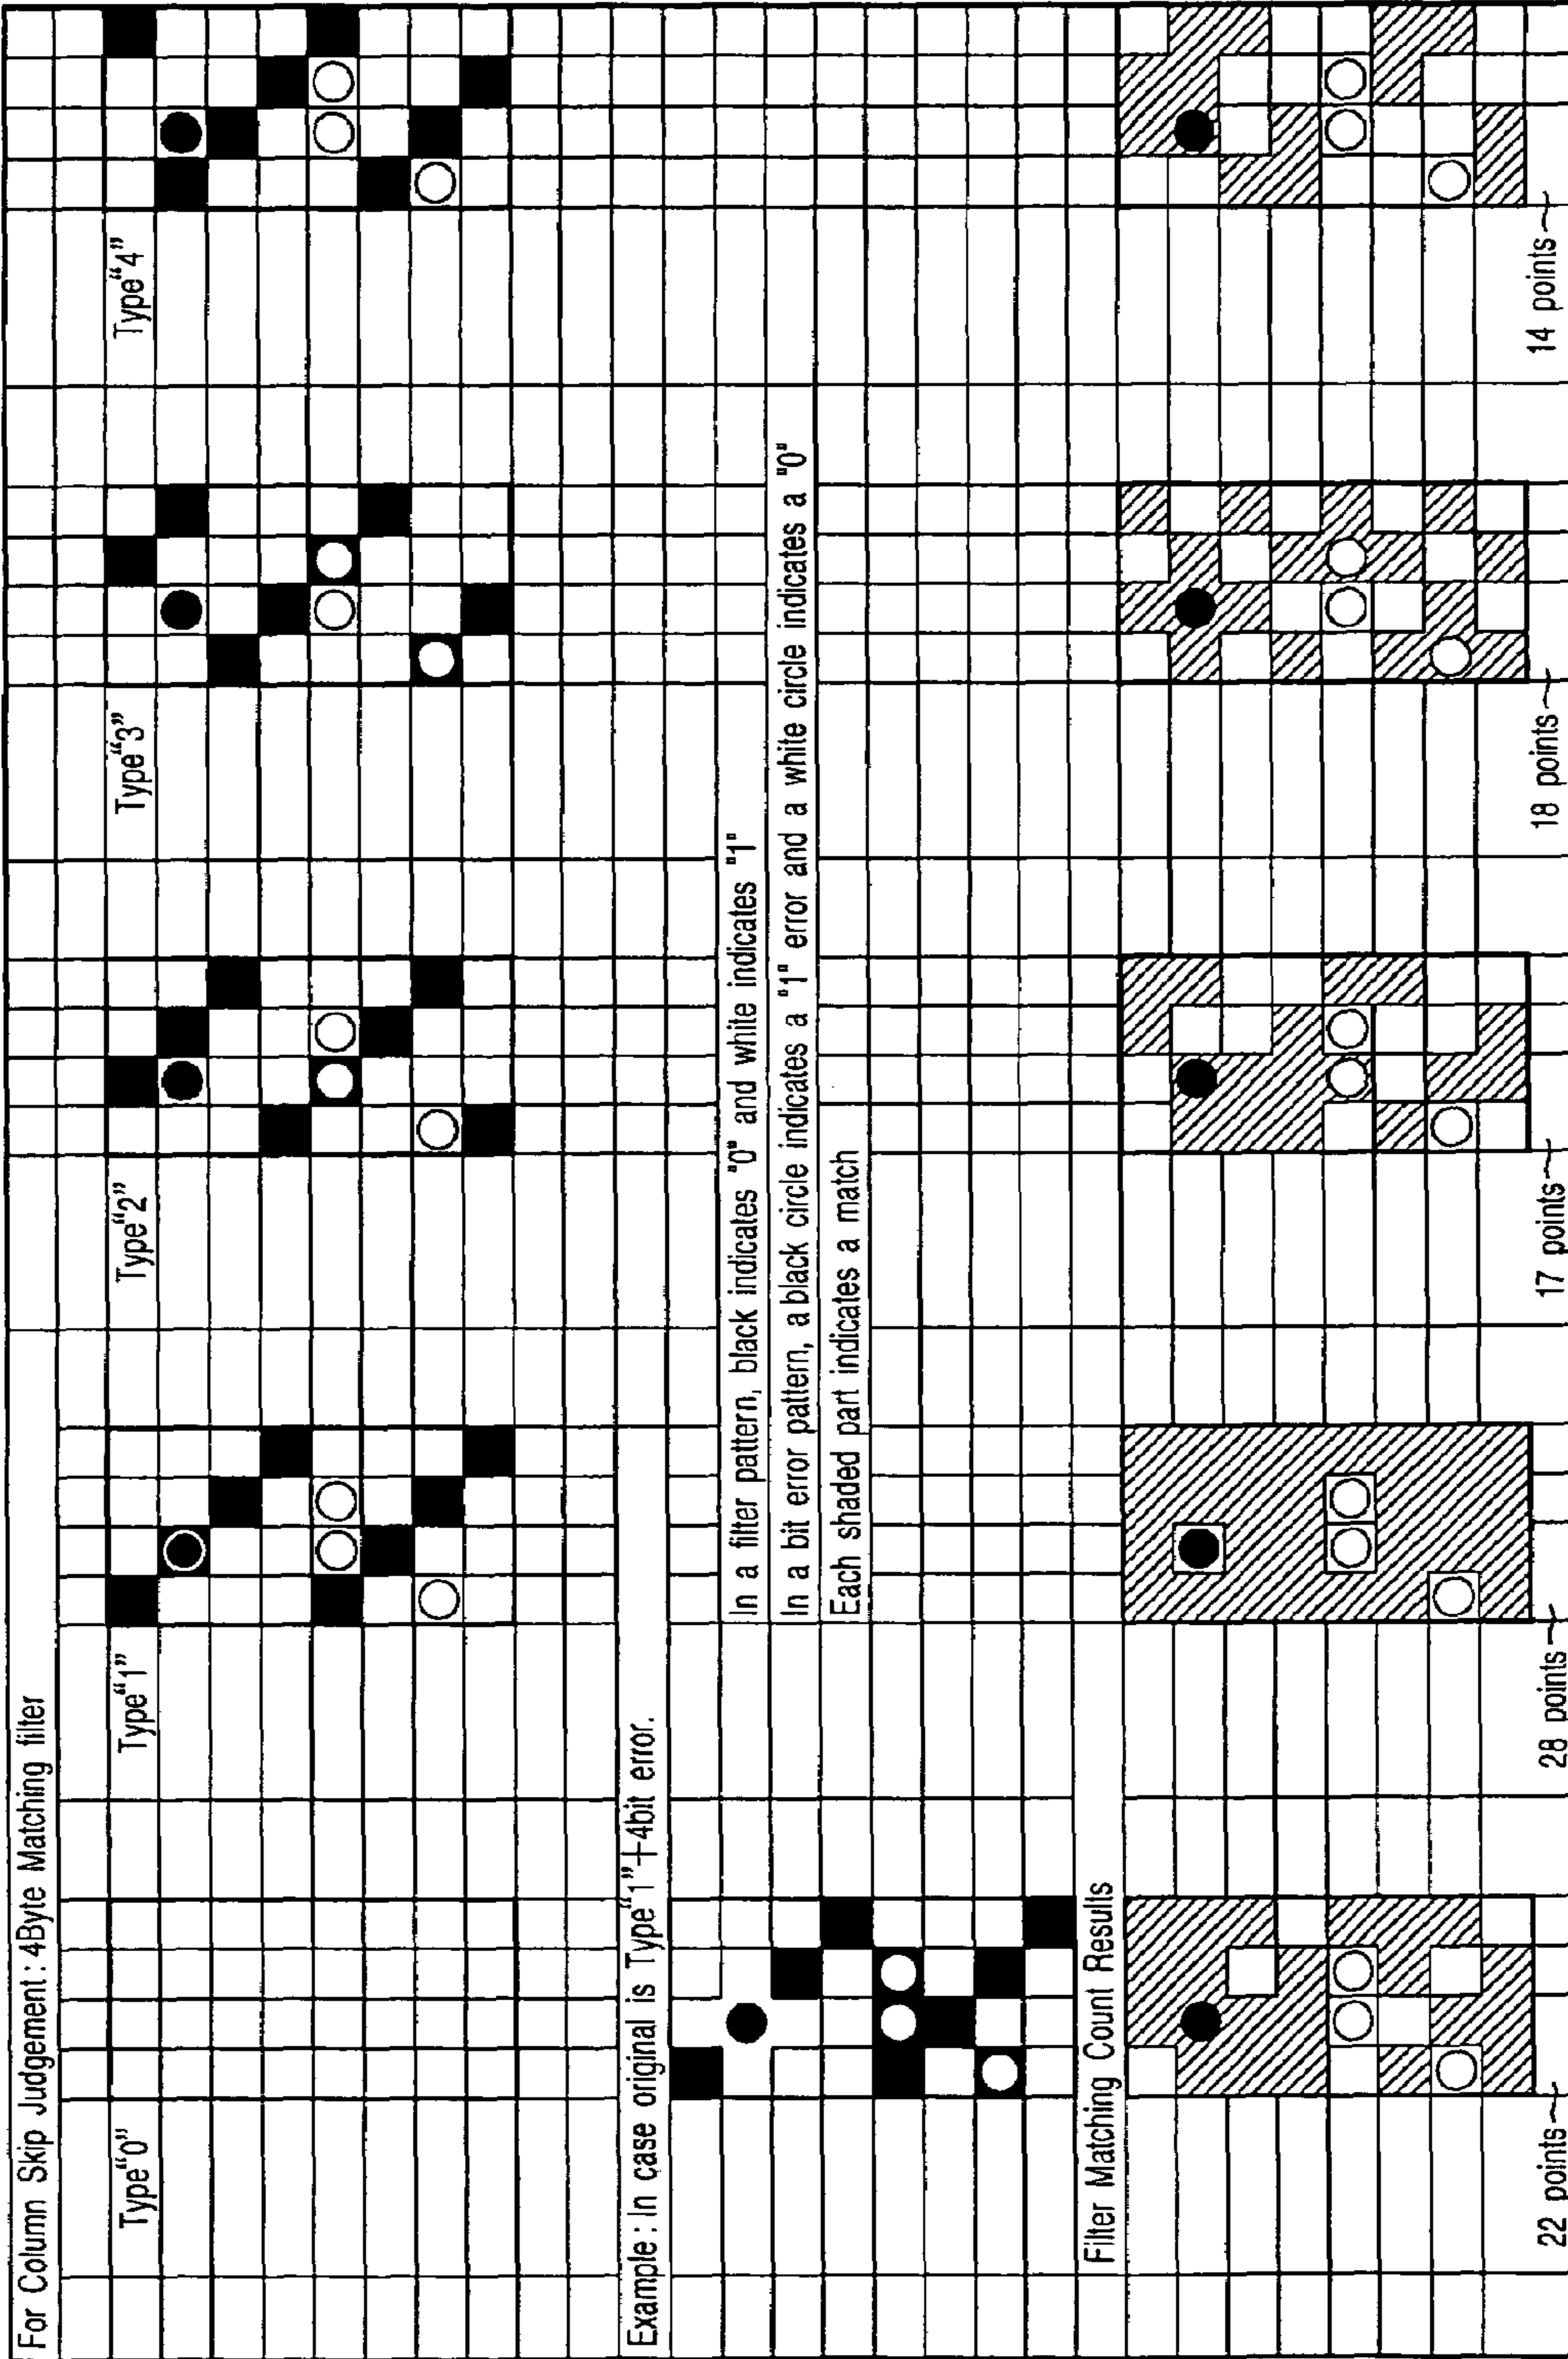 For Column Skip Judgement: 4Byte Matching filter
Type“0”
Type“1”
Type“2”
Type“3”
Type“4”
Example: In case original is Type“1”+4bit error.
In a filter pattern, black indicates "0" and white indicates "1"
In a bit error pattern, a black circle indicates a "1" error and a white circle indicates a "0"
Each shaded part indicates a match
Filter Matching Count Results
22 points
28 points
17 points
18 points
14 points